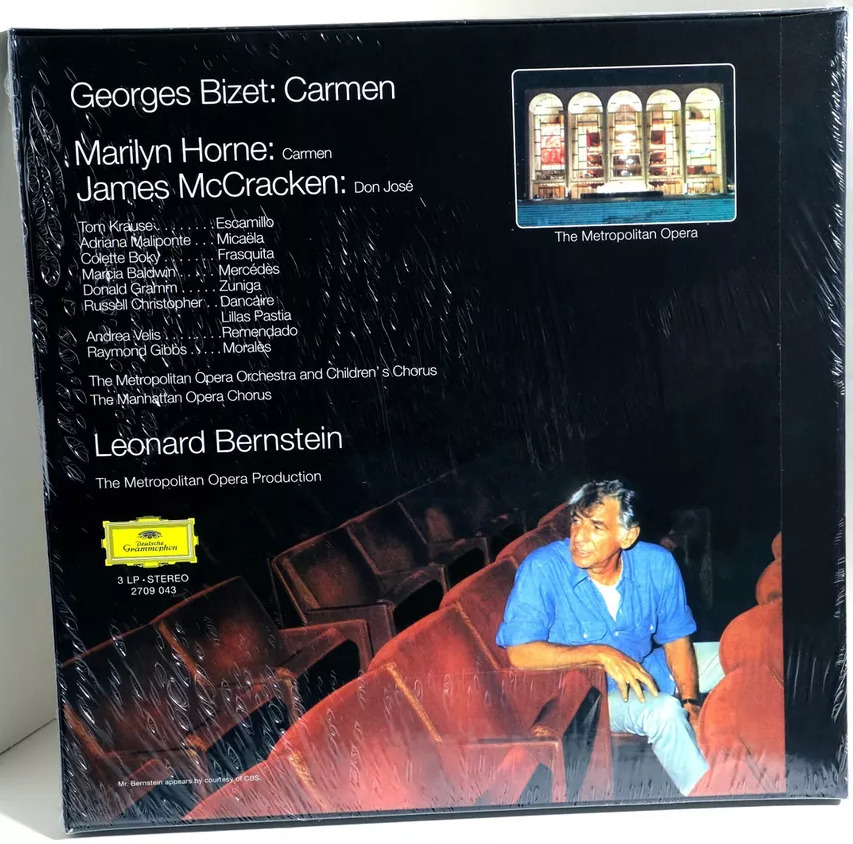 Georges Bizet: Carmen
Marilyn Horne: Carmen
James McCracken: Don José
Tom Krause . . . . . . . Escamillo
Adriana Maliponte . . . Micaëla
Colette Boky . . . . . . Frasquita
Marcia Baldwin . . . . . Mercédès
Donald Gramm . . . . . Zuniga
Russell Christopher . . Dancaïre
Lillas Pastia
Andrea Velis . . . . . . . . Remendado
Raymond Gibbs . . . . Moralès
The Metropolitan Opera Orchestra and Children's Chorus
The Manhattan Opera Chorus
Leonard Bernstein
The Metropolitan Opera Production
The Metropolitan Opera
Deutsche
Grammophon
3 LP · STEREO
2709 043
Mr. Bernstein appears by courtesy of CBS.